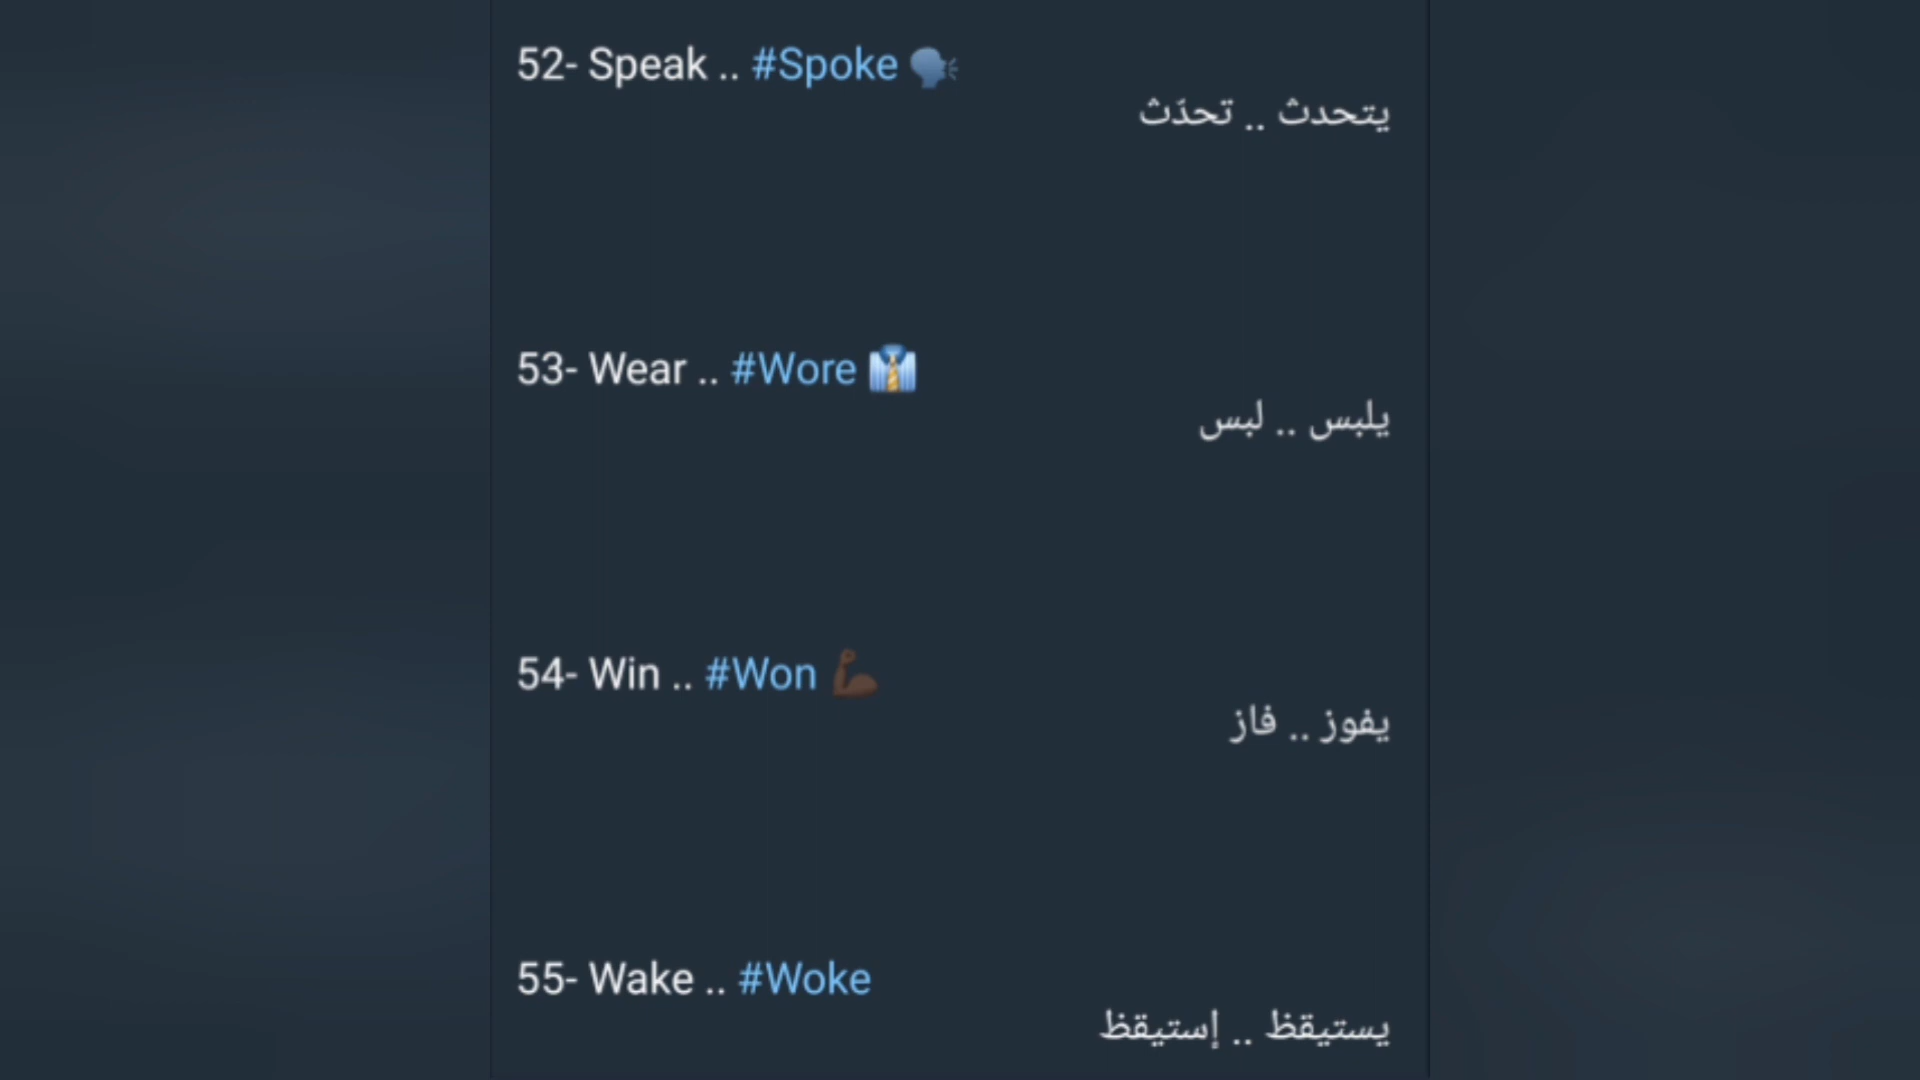 52- Speak .. #Spoke 🗣
يتحدث .. تحدّث
53- Wear .. #Wore 👔
يلبس .. لبس
54- Win .. #Won 💪🏿
يفوز .. فاز
55- Wake .. #Woke
يستيقظ .. إستيقظ